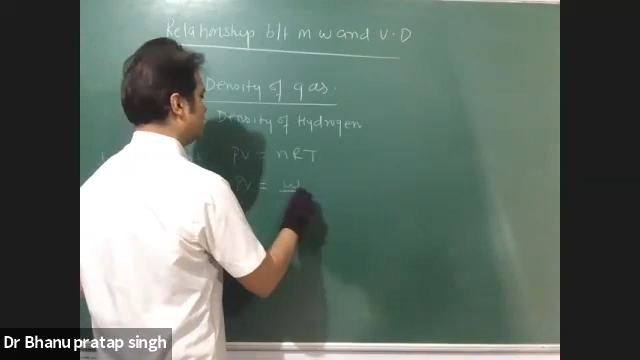 Relationship b/t m w and V.D
Density of gas.
Density of Hydrogen
PV = nRT
PV = w
Dr Bhanu pratap singh